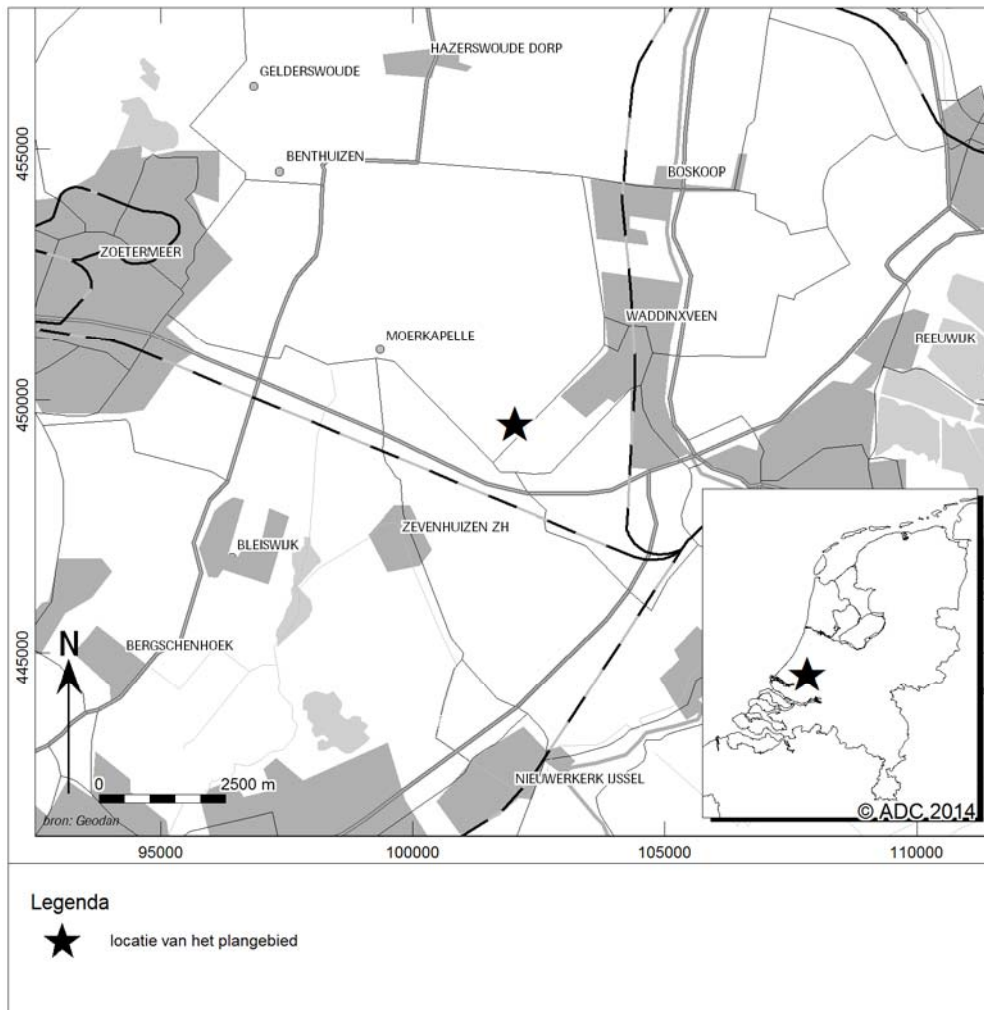 HAZERSWOUDE DORP
GELDERSWOUDE
455000
BENTHUIZEN
BOSKOOP
ZOETERMEER
WADDINXVEEN
MOERKAPELLE
REEUWIJK
450000
ZEVENHUIZEN ZH
BLEISWIJK
N
BERGSCHENHOEK
445000
0 2500 m
NIEUWERKERK IJSSEL
bron: Geodan
© ADC 2014
95000 100000 105000 110000
Legenda
locatie van het plangebied